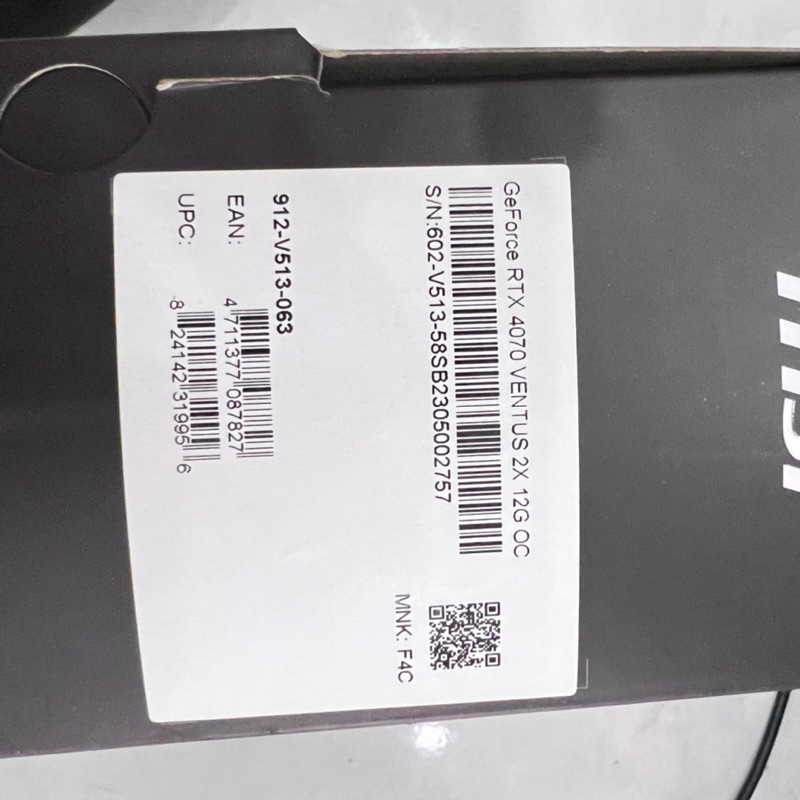 GeForce RTX 4070 VENTUS 2X 12G OC
S/N:602-V513-58SB2305002757
MNK: F4C
912-V513-063
EAN:
4 711377 087827
UPC:
8 24142 31995 6
msi